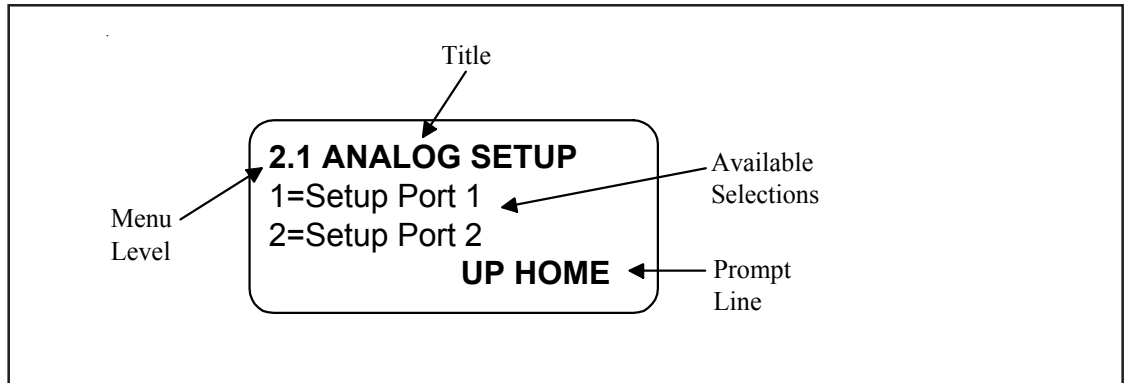 Title
2.1 ANALOG SETUP
1=Setup Port 1
2=Setup Port 2
UP HOME
Menu
Level
Available
Selections
Prompt
Line